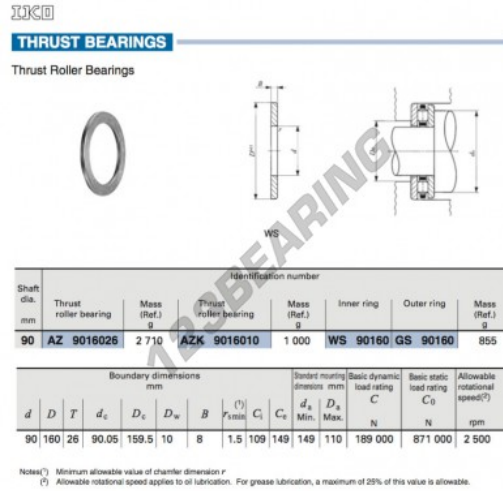 IKO
THRUST BEARINGS
Thrust Roller Bearings
B
D(1)
r
d
WS
123BEARING
Identification number
Shaft dia. mm
Thrust roller bearing
Mass (Ref.) g
Thrust roller bearing
Mass (Ref.) g
Inner ring
Outer ring
Mass (Ref.) g
90 AZ 9016026 2 710 AZK 9016010 1 000 WS 90160 GS 90160 855
Boundary dimensions mm
Standard mounting dimensions mm
Basic dynamic load rating C N
Basic static load rating C0 N
Allowable rotational speed(2) rpm
d D T dc Dc Dw B rs min(1) Ci Ce da Min. Da Max.
90 160 26 90.05 159.5 10 8 1.5 109 149 149 110 189 000 871 000 2 500
Notes(1) Minimum allowable value of chamfer dimension r
(2) Allowable rotational speed applies to oil lubrication. For grease lubrication, a maximum of 25% of this value is allowable.